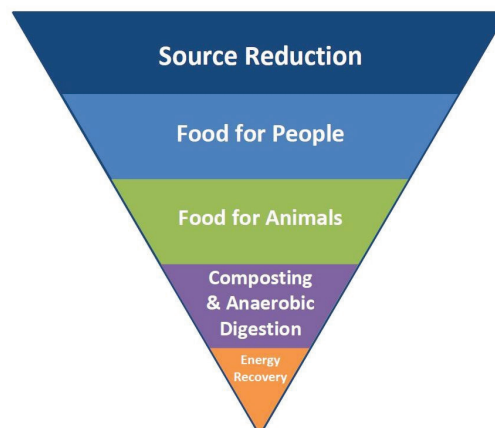 Source Reduction
Food for People
Food for Animals
Composting
& Anaerobic
Digestion
Energy
Recovery